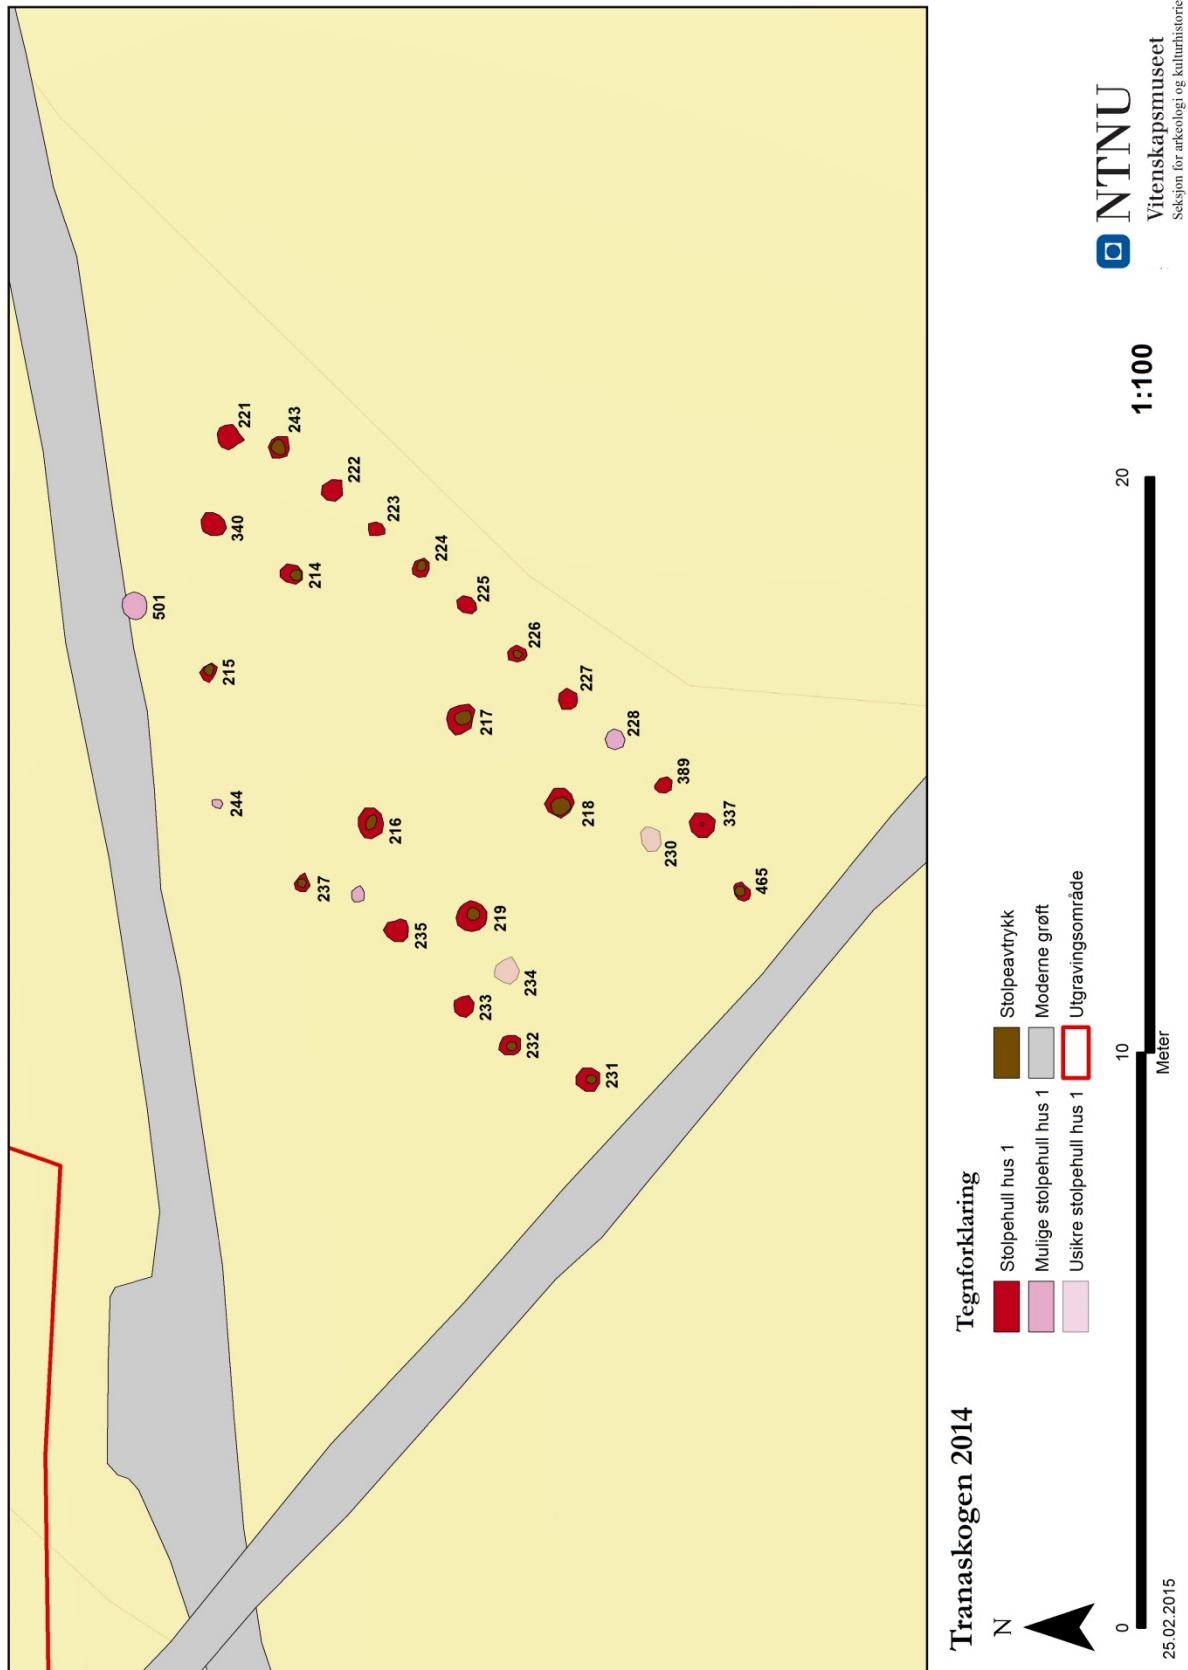 501
340
221
243
214
215
222
223
224
225
244
226
217
227
216
228
237
218
389
235
219
230
337
234
465
233
232
231
Tranaskogen 2014
N
Tegnforklaring
Stolpehull hus 1
Mulige stolpehull hus 1
Usikre stolpehull hus 1
Stolpeavtrykk
Moderne grøft
Utgravingsområde
0
10
20
Meter
1:100
25.02.2015
NTNU
Vitenskapsmuseet
Seksjon for arkeologi og kulturhistorie